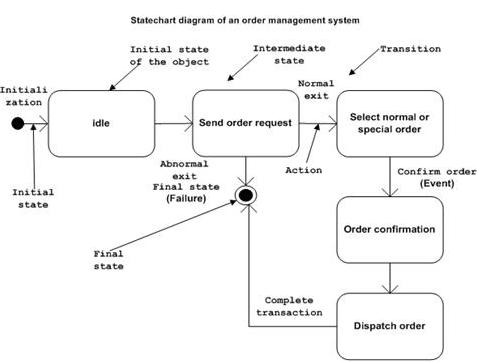 Statechart diagram of an order management system
Initial state
of the object
Intermediate
state
Transition
Initiali
zation
Normal
exit
idle
Send order request
Select normal or
special order
Abnormal
exit
Final state
(Failure)
Action
Confirm order
(Event)
Initial
state
Order confirmation
Final
state
Complete
transaction
Dispatch order